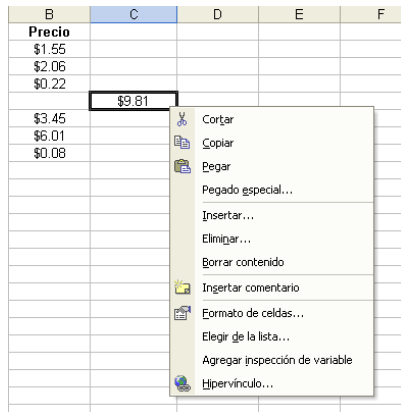 B C D E F
Precio
$1.55
$2.06
$0.22
$9.81
$3.45
$6.01
$0.08
Cortar
Copiar
Pegar
Pegado especial...
Insertar...
Eliminar...
Borrar contenido
Insertar comentario
Formato de celdas...
Elegir de la lista...
Agregar inspección de variable
Hipervínculo...